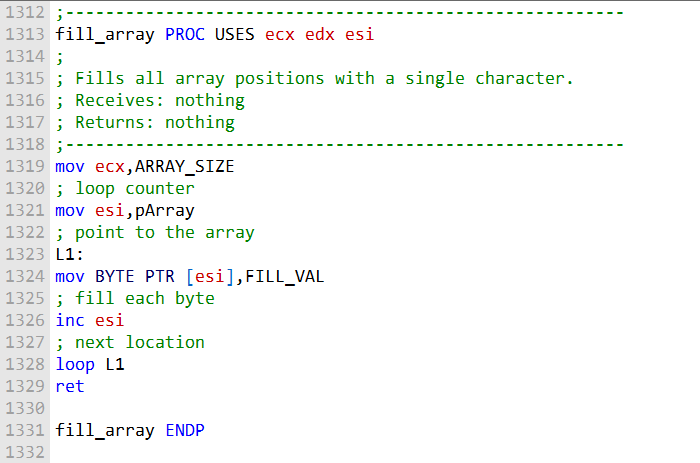 1312 ;--------------------------------------------------------
1313 fill_array PROC USES ecx edx esi
1314 ;
1315 ; Fills all array positions with a single character.
1316 ; Receives: nothing
1317 ; Returns: nothing
1318 ;--------------------------------------------------------
1319 mov ecx,ARRAY_SIZE
1320 ; loop counter
1321 mov esi,pArray
1322 ; point to the array
1323 L1:
1324 mov BYTE PTR [esi],FILL_VAL
1325 ; fill each byte
1326 inc esi
1327 ; next location
1328 loop L1
1329 ret
1330
1331 fill_array ENDP
1332